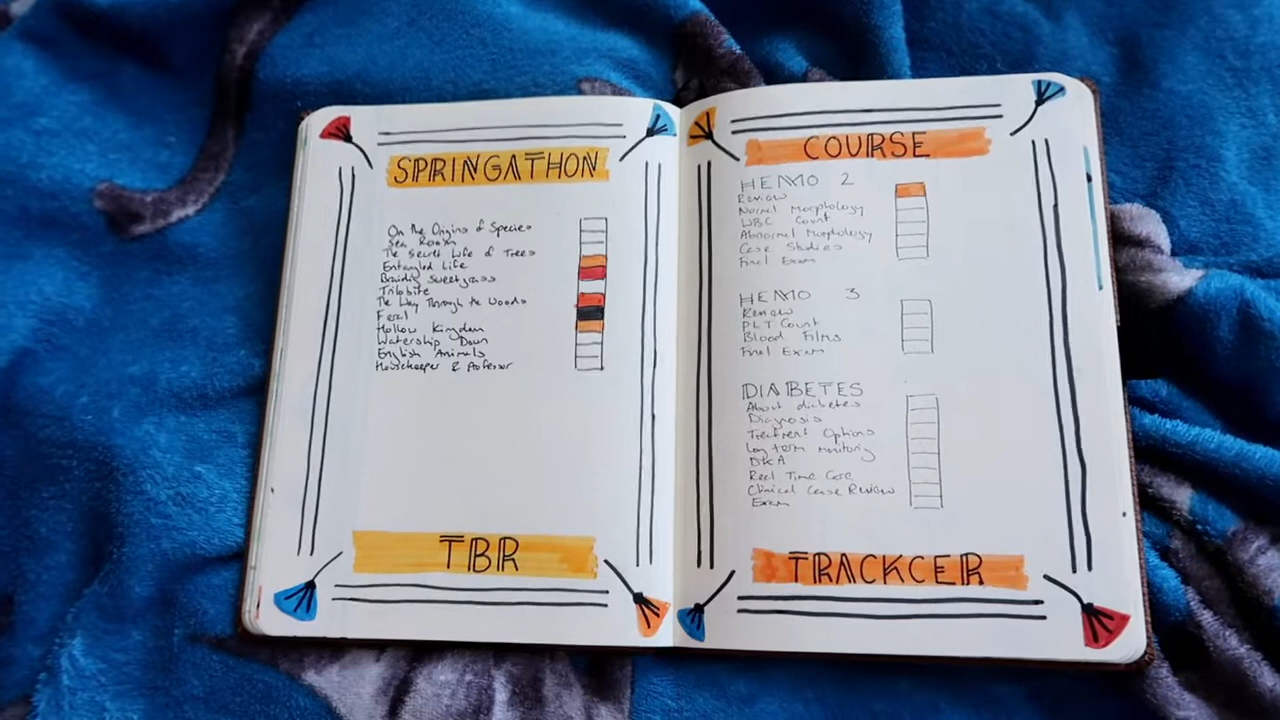 SPRINGATHON
On the Origins of Species
Sea Room
The Secret Life of Trees
Entangled Life
Braiding Sweetgrass
Trilobite
The Way Through the Woods
Feral
Hollow Kingdom
Watership Down
English Animals
Housekeeper & Professor
TBR
COURSE
HEMO 2
Review
Normal Morphology
WBC Count
Abnormal Morphology
Case Studies
Final Exam
HEMO 3
Review
PLT Count
Blood Films
Final Exam
DIABETES
About diabetes
Diagnosis
Treatment Options
Long term monitoring
DKA
Real Time Care
Clinical Case Review
Exam
TRACKCER